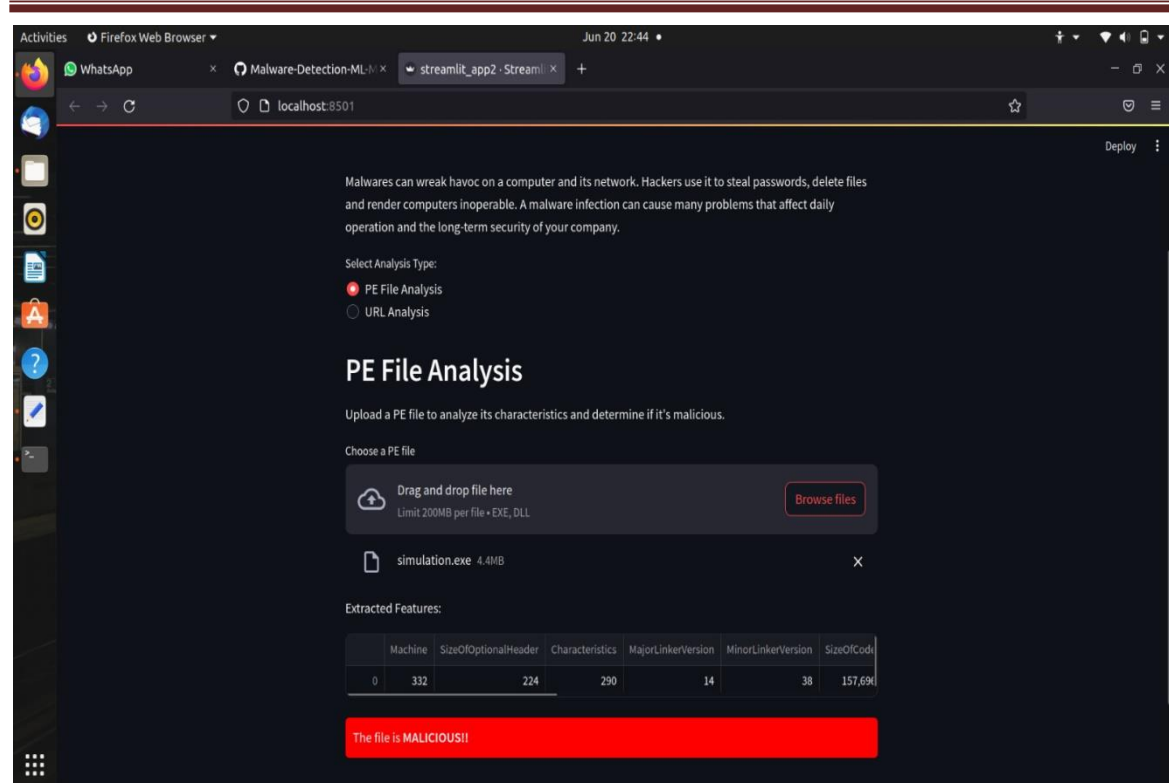 Activities Firefox Web Browser Jun 20 22:44
WhatsApp Malware-Detection-ML-M streamlit_app2 · Streamli
localhost:8501
Deploy
Malwares can wreak havoc on a computer and its network. Hackers use it to steal passwords, delete files
and render computers inoperable. A malware infection can cause many problems that affect daily
operation and the long-term security of your company.
Select Analysis Type:
PE File Analysis
URL Analysis
PE File Analysis
Upload a PE file to analyze its characteristics and determine if it's malicious.
Choose a PE file
Drag and drop file here
Limit 200MB per file • EXE, DLL
Browse files
simulation.exe 4.4MB
Extracted Features:
Machine SizeOfOptionalHeader Characteristics MajorLinkerVersion MinorLinkerVersion SizeOfCode
0 332 224 290 14 38 157,696
The file is MALICIOUS!!